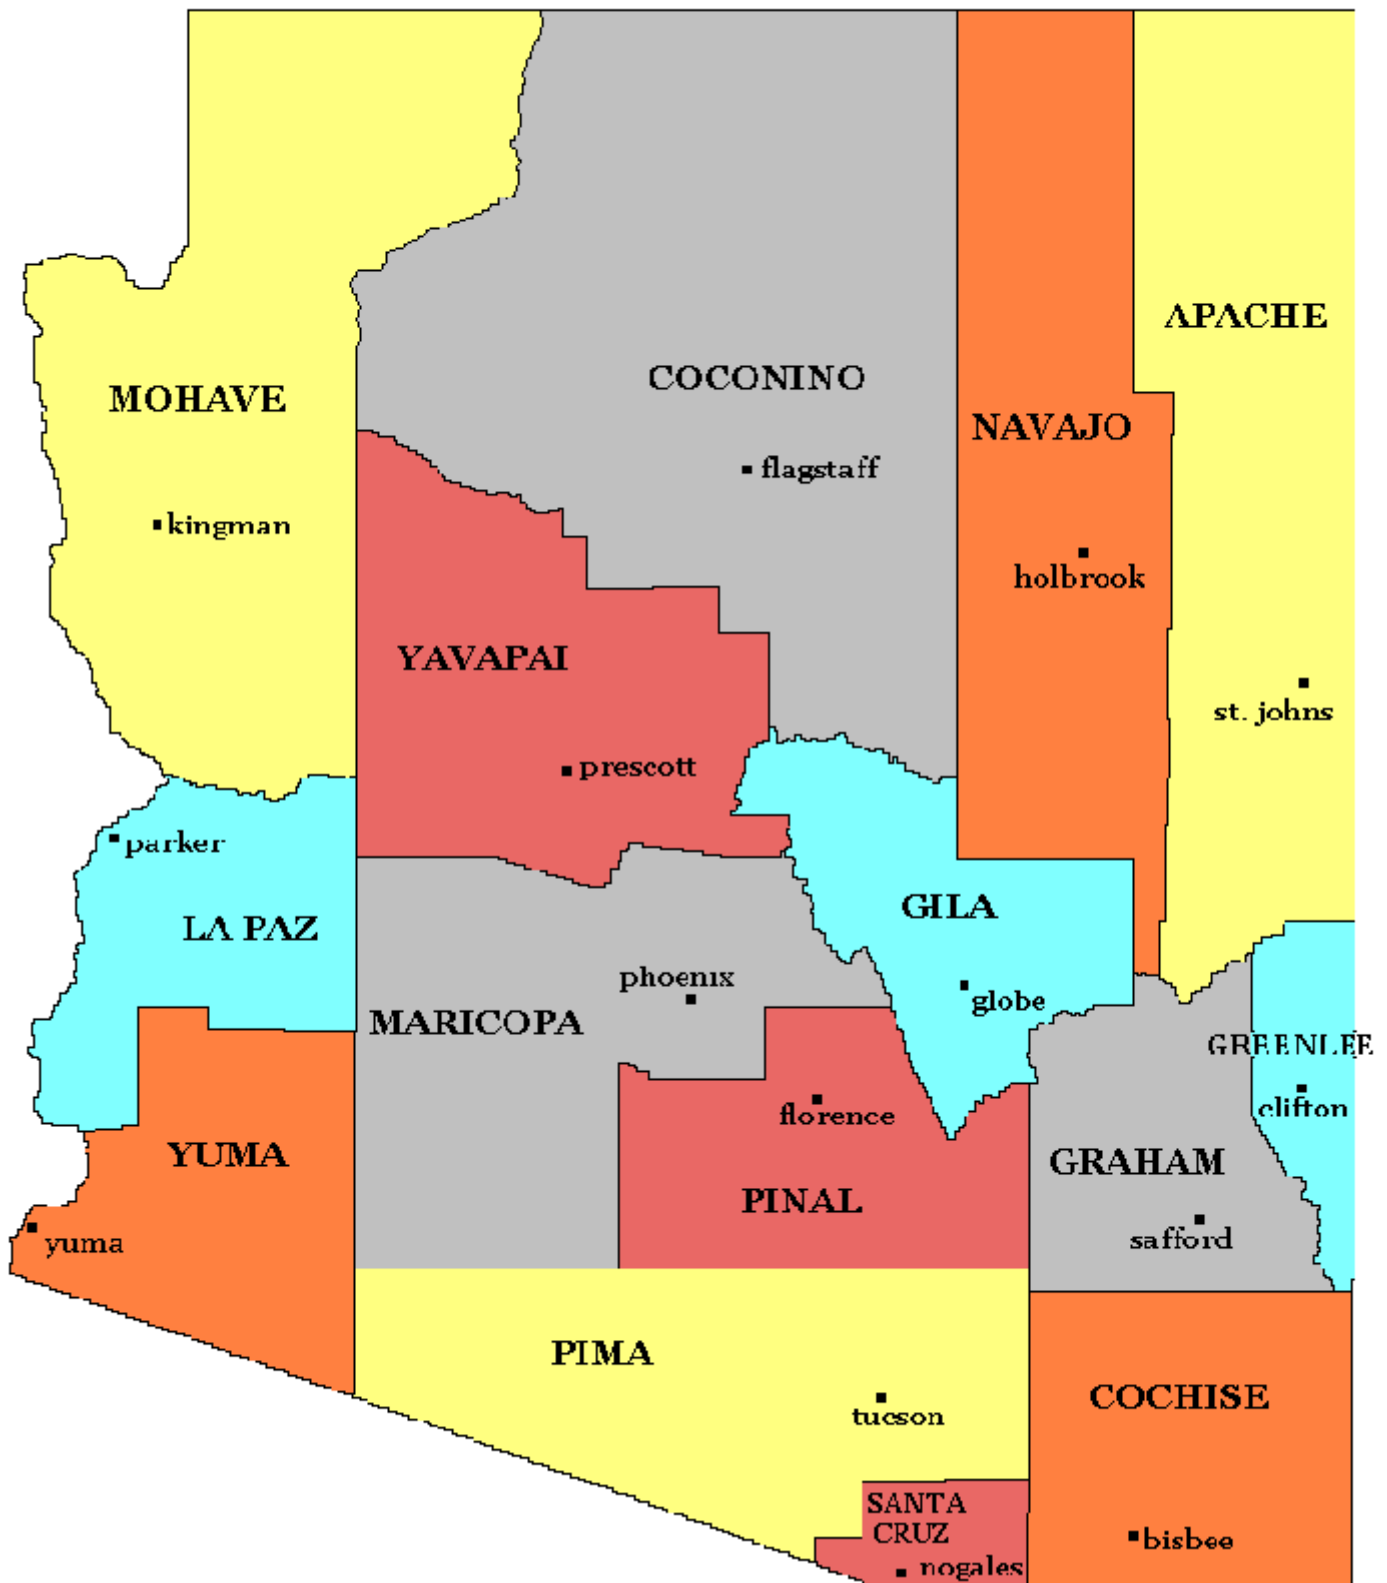 APACHE
COCONINO
MOHAVE
NAVAJO
flagstaff
kingman
holbrook
YAVAPAI
st. johns
prescott
parker
GILA
LA PAZ
phoenix
globe
MARICOPA
GREENLEE
florence
clifton
YUMA
GRAHAM
PINAL
safford
yuma
PIMA
COCHISE
tucson
SANTA
CRUZ
bisbee
nogales